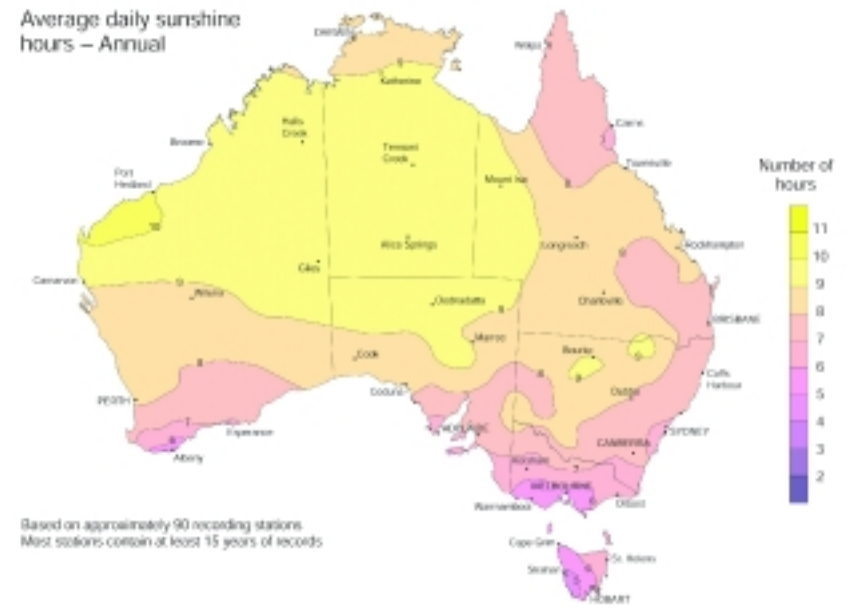 Average daily sunshine
hours – Annual
DARWIN
Weipa
Katherine
Cairns
Halls
Creek
Broome
Tennant
Creek
Townsville
Port
Hedland
Mount Isa
Number of
hours
10
11
Alice Springs
Longreach
Rockhampton
10
Giles
Carnarvon
9
9
Oodnadatta
Charleville
8
Marree
BRISBANE
7
Cook
Bourke
6
Coffs
Harbour
Ceduna
Dubbo
5
PERTH
4
Esperance
ADELAIDE
SYDNEY
CANBERRA
3
Albany
2
MELBOURNE
Warrnambool
Orbost
Based on approximately 90 recording stations
Most stations contain at least 15 years of records
Cape Grim
St. Helens
HOBART